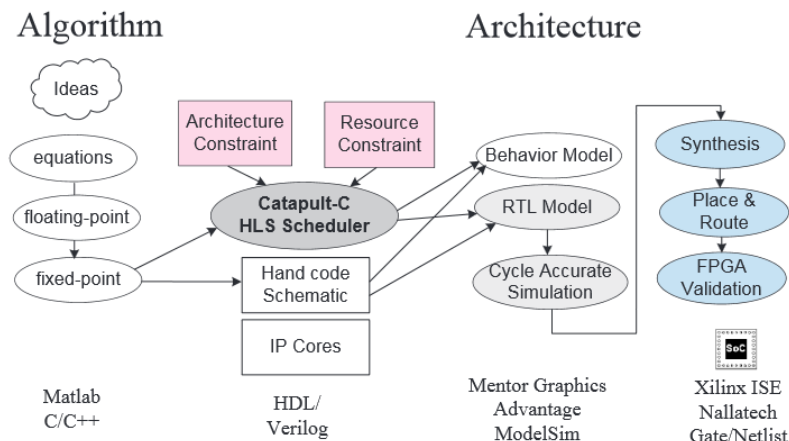 Algorithm
Architecture
Ideas
equations
floating-point
fixed-point
Architecture
Constraint
Resource
Constraint
Catapult-C
HLS Scheduler
Hand code
Schematic
IP Cores
Behavior Model
RTL Model
Cycle Accurate
Simulation
Synthesis
Place &
Route
FPGA
Validation
SoC
Matlab
C/C++
HDL/
Verilog
Mentor Graphics
Advantage
ModelSim
Xilinx ISE
Nallatech
Gate/Netlist